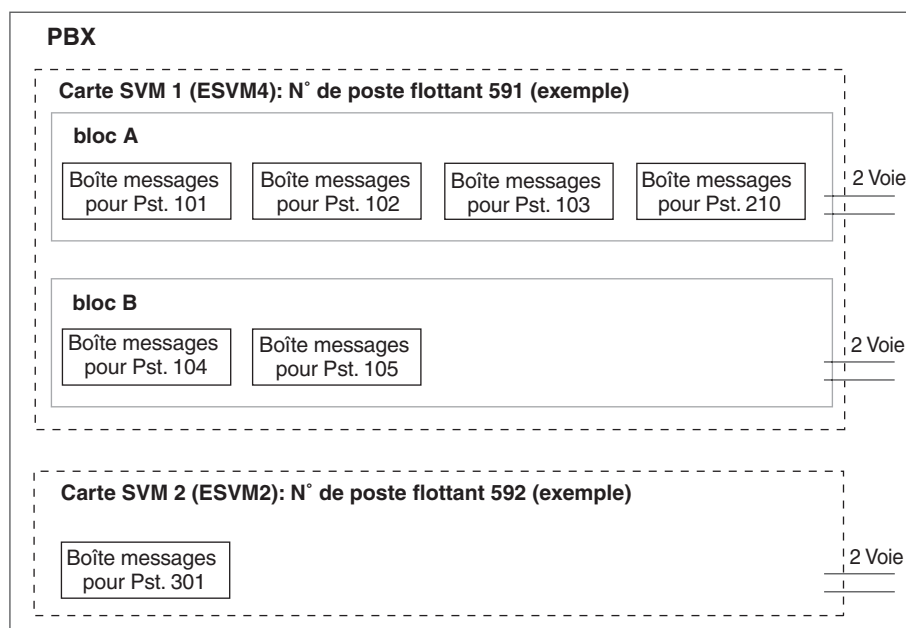 PBX
Carte SVM 1 (ESVM4): N° de poste flottant 591 (exemple)
bloc A
Boîte messages
pour Pst. 101
Boîte messages
pour Pst. 102
Boîte messages
pour Pst. 103
Boîte messages
pour Pst. 210
2 Voie
bloc B
Boîte messages
pour Pst. 104
Boîte messages
pour Pst. 105
2 Voie
Carte SVM 2 (ESVM2): N° de poste flottant 592 (exemple)
Boîte messages
pour Pst. 301
2 Voie